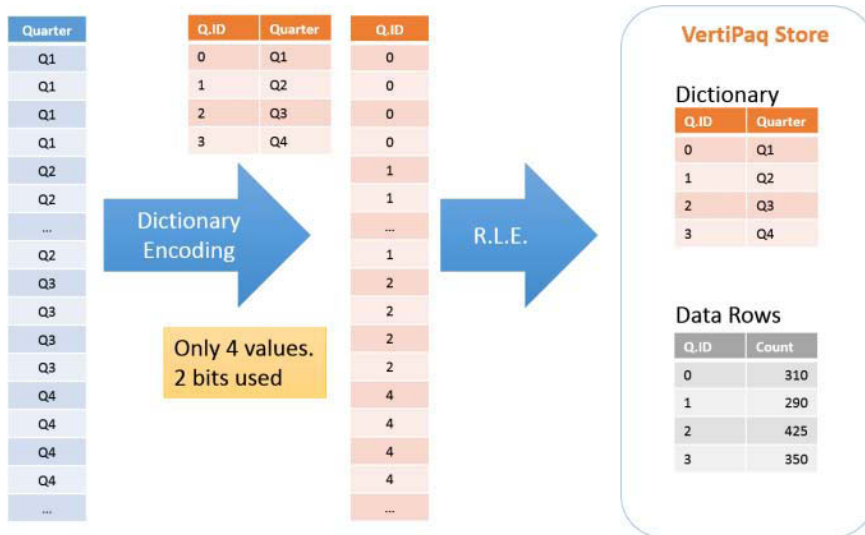 Quarter
Q1
Q1
Q1
Q1
Q2
Q2
...
Q2
Q3
Q3
Q3
Q3
Q4
Q4
Q4
Q4
...
Q.ID Quarter
0 Q1
1 Q2
2 Q3
3 Q4
Dictionary
Encoding
Only 4 values.
2 bits used
Q.ID
0
0
0
0
1
1
...
1
2
2
2
2
4
4
4
4
...
R.L.E.
VertiPaq Store
Dictionary
Q.ID Quarter
0 Q1
1 Q2
2 Q3
3 Q4
Data Rows
Q.ID Count
0 310
1 290
2 425
3 350